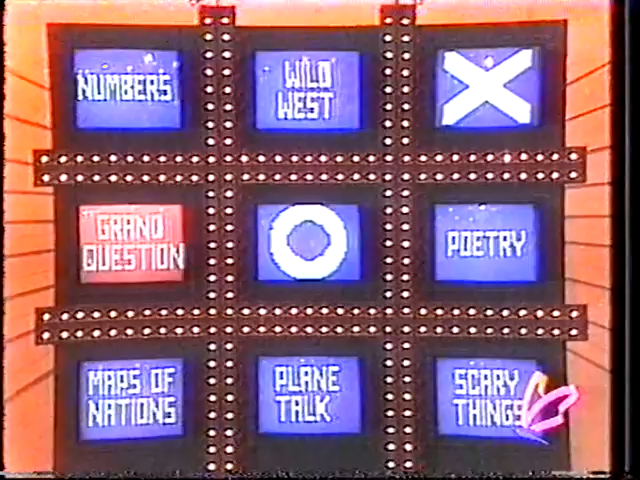 NUMBERS
WILD
WEST
X
GRAND
QUESTION
O
POETRY
MAPS OF
NATIONS
PLANE
TALK
SCARY
THINGS